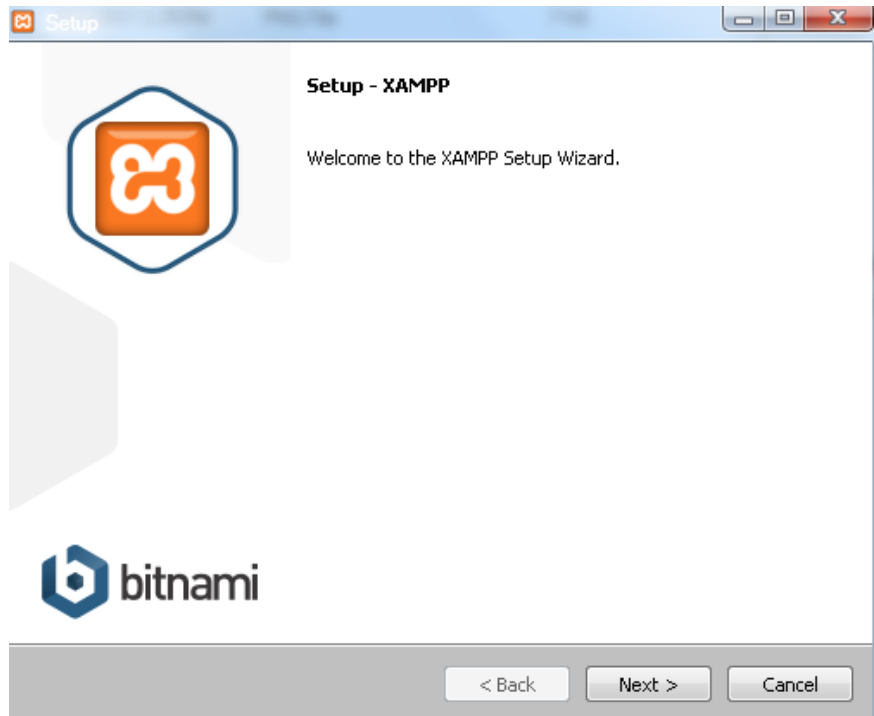 Setup
Setup - XAMPP
Welcome to the XAMPP Setup Wizard.
bitnami
< Back
Next >
Cancel